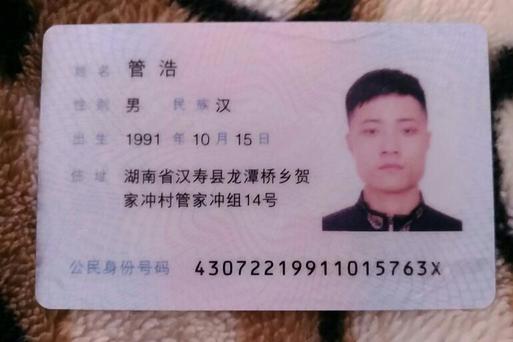 姓名 管浩
性别 男 民族 汉
出生 1991 年 10 月 15 日
住址 湖南省汉寿县龙潭桥乡贺
家冲村管家冲组14号
公民身份号码 43072219911015763X